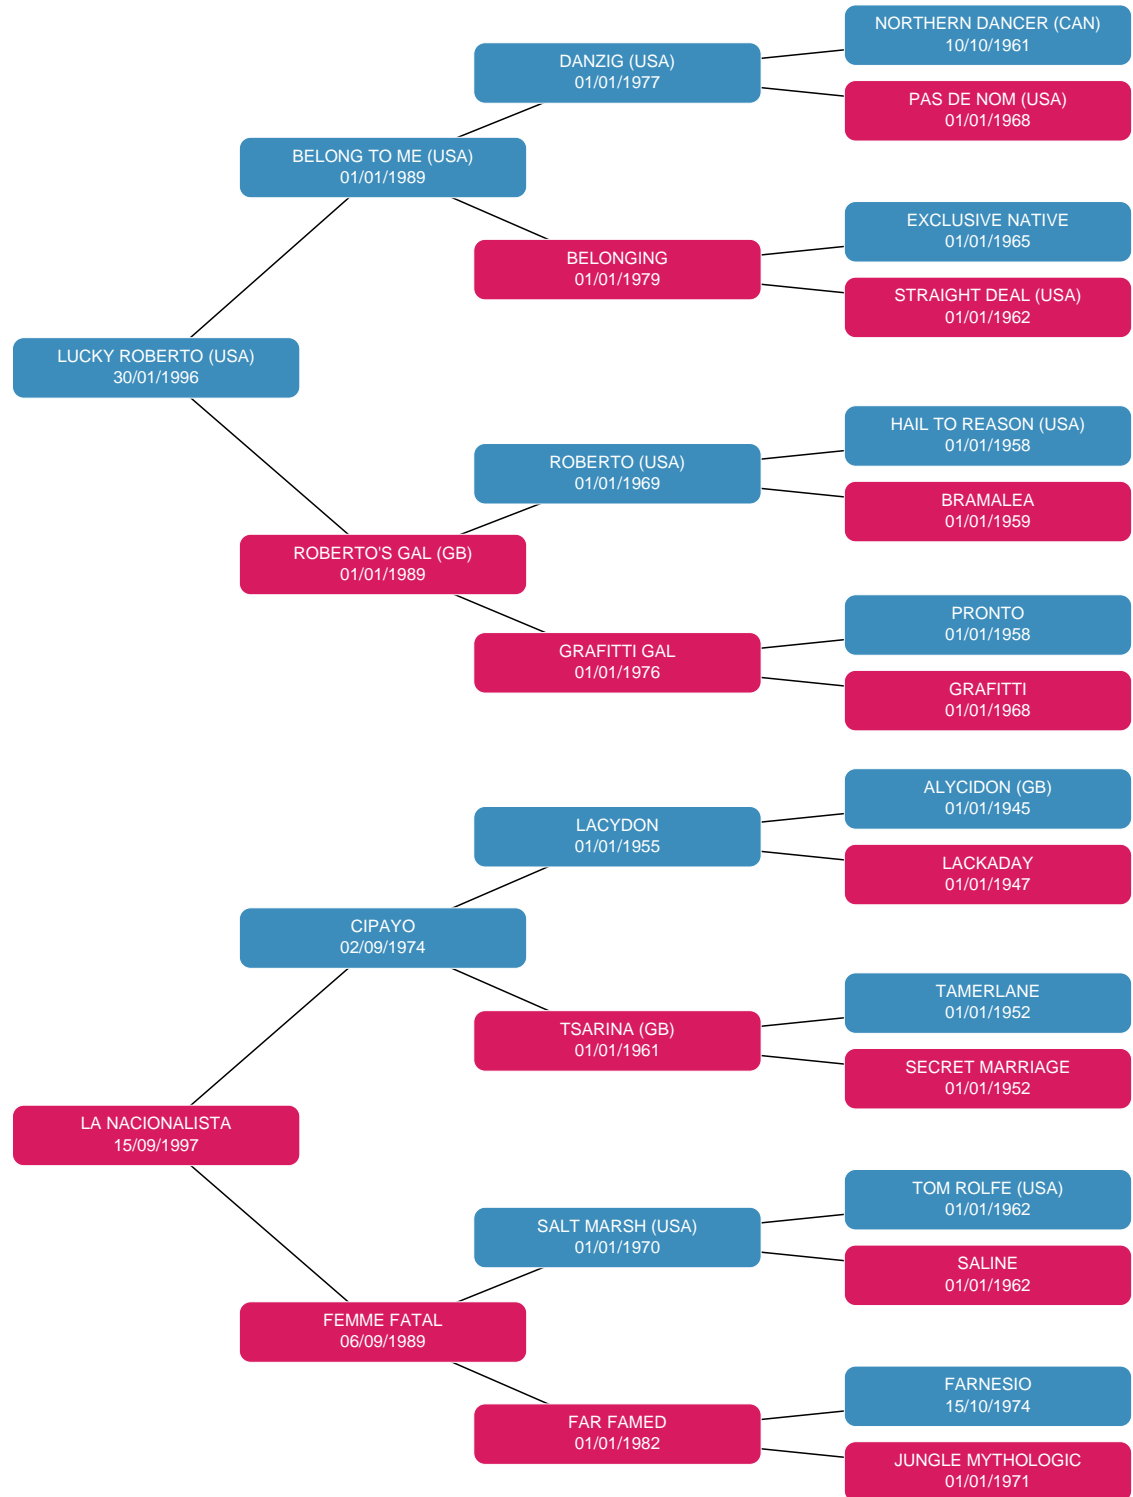 NORTHERN DANCER (CAN)
10/10/1961
DANZIG (USA)
01/01/1977
PAS DE NOM (USA)
01/01/1968
BELONG TO ME (USA)
01/01/1989
EXCLUSIVE NATIVE
01/01/1965
BELONGING
01/01/1979
STRAIGHT DEAL (USA)
01/01/1962
LUCKY ROBERTO (USA)
30/01/1996
HAIL TO REASON (USA)
01/01/1958
ROBERTO (USA)
01/01/1969
BRAMALEA
01/01/1959
ROBERTO'S GAL (GB)
01/01/1989
PRONTO
01/01/1958
GRAFITTI GAL
01/01/1976
GRAFITTI
01/01/1968
ALYCIDON (GB)
01/01/1945
LACYDON
01/01/1955
LACKADAY
01/01/1947
CIPAYO
02/09/1974
TAMERLANE
01/01/1952
TSARINA (GB)
01/01/1961
SECRET MARRIAGE
01/01/1952
LA NACIONALISTA
15/09/1997
TOM ROLFE (USA)
01/01/1962
SALT MARSH (USA)
01/01/1970
SALINE
01/01/1962
FEMME FATAL
06/09/1989
FARNESIO
15/10/1974
FAR FAMED
01/01/1982
JUNGLE MYTHOLOGIC
01/01/1971